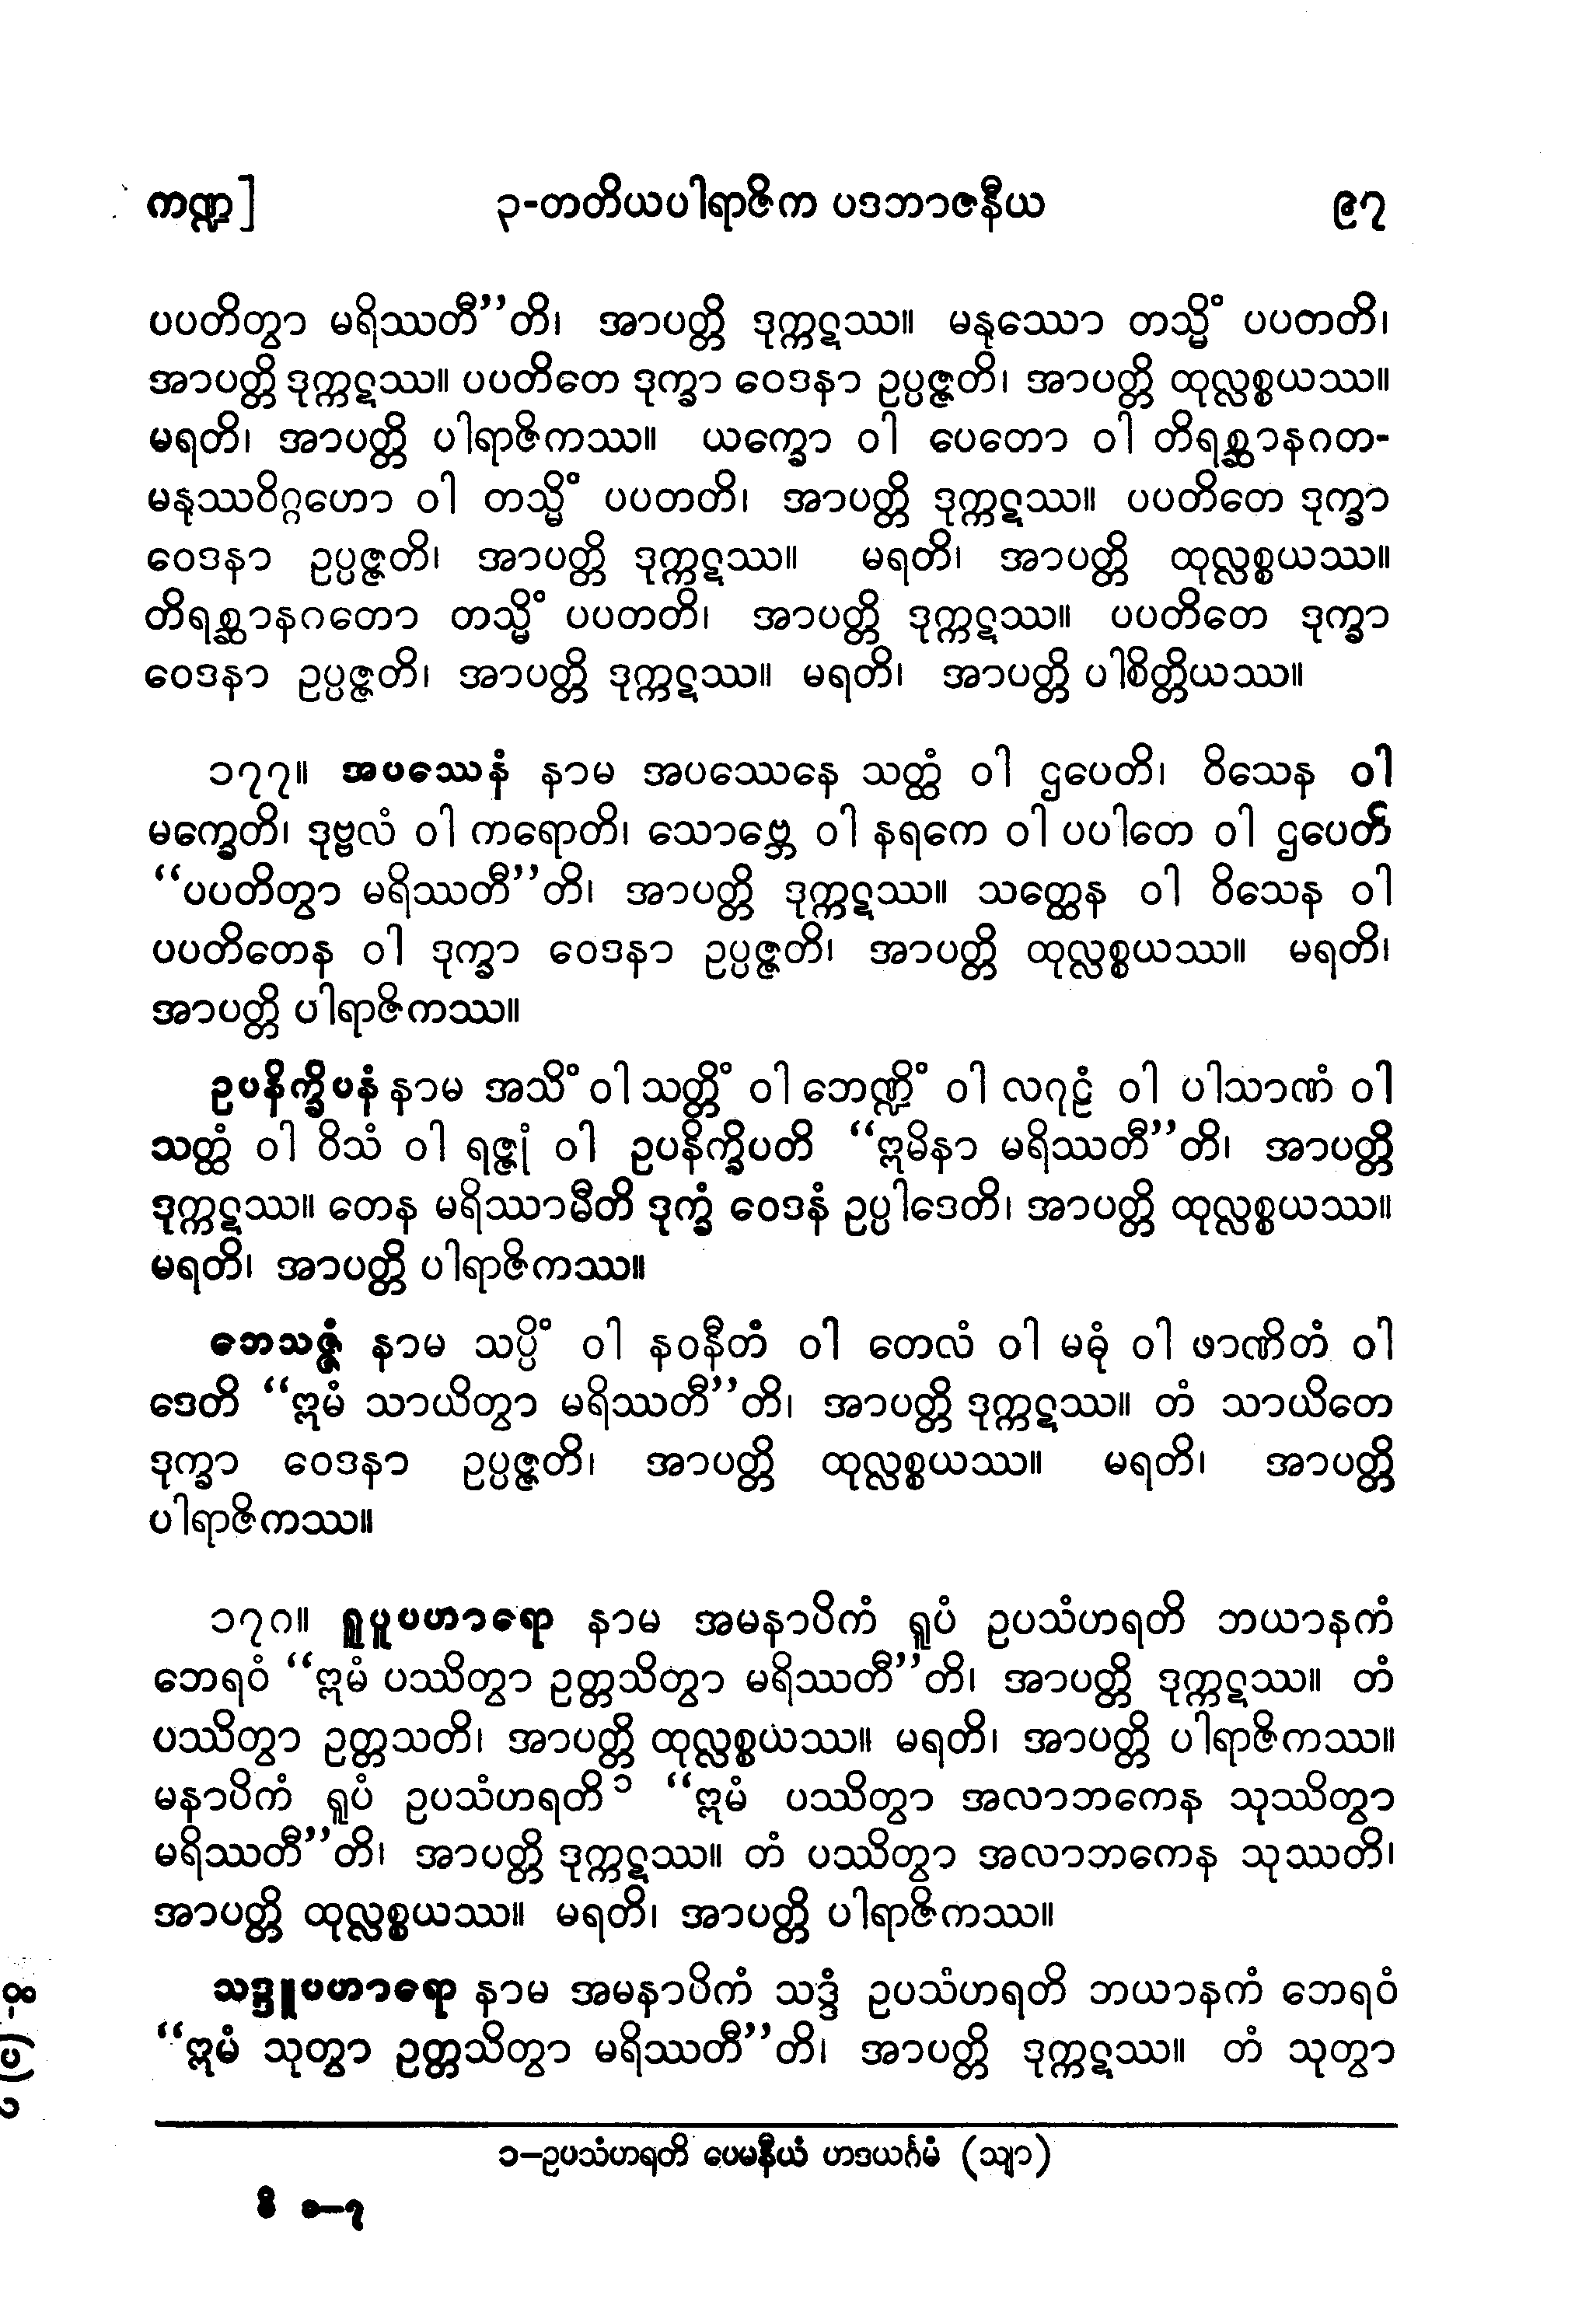 ကဏ္ဍ] ၃-တတိယပါရာဇိက ပဒဘာဇနီယ ၉၇
ပပတိတွာ မရိဿတီ”တိ၊ အာပတ္တိ ဒုက္ကဋဿ။ မနုဿော တသ္မိံ ပပတတိ၊
အာပတ္တိ ဒုက္ကဋဿ။ ပပတိတေ ဒုက္ခာ ဝေဒနာ ဥပ္ပဇ္ဇတိ၊ အာပတ္တိ ထုလ္လစ္စယဿ။
မရတိ၊ အာပတ္တိ ပါရာဇိကဿ။ ယက္ခော ဝါ ပေတော ဝါ တိရစ္ဆာနဂတ-
မနုဿဝိဂ္ဂဟော ဝါ တသ္မိံ ပပတတိ၊ အာပတ္တိ ဒုက္ကဋဿ။ ပပတိတေ ဒုက္ခာ
ဝေဒနာ ဥပ္ပဇ္ဇတိ၊ အာပတ္တိ ဒုက္ကဋဿ။ မရတိ၊ အာပတ္တိ ထုလ္လစ္စယဿ။
တိရစ္ဆာနဂတော တသ္မိံ ပပတတိ၊ အာပတ္တိ ဒုက္ကဋဿ။ ပပတိတေ ဒုက္ခာ
ဝေဒနာ ဥပ္ပဇ္ဇတိ၊ အာပတ္တိ ဒုက္ကဋဿ။ မရတိ၊ အာပတ္တိ ပါစိတ္တိယဿ။
၁၇၇။ အပဿေနံ နာမ အပဿေနေ သတ္ထံ ဝါ ဌပေတိ၊ ဝိသေန ဝါ
မက္ခေတိ၊ ဒုဗ္ဗလံ ဝါ ကရောတိ၊ သောဗ္ဘေ ဝါ နရကေ ဝါ ပပါတေ ဝါ ဌပေတိ
“ပပတိတွာ မရိဿတီ”တိ၊ အာပတ္တိ ဒုက္ကဋဿ။ သတ္ထေန ဝါ ဝိသေန ဝါ
ပပတိတေန ဝါ ဒုက္ခာ ဝေဒနာ ဥပ္ပဇ္ဇတိ၊ အာပတ္တိ ထုလ္လစ္စယဿ။ မရတိ၊
အာပတ္တိ ပါရာဇိကဿ။
ဥပနိက္ခိပနံ နာမ အသိံ ဝါ သတ္တိံ ဝါ ဘေဏ္ဍိံ ဝါ လဂုဠံ ဝါ ပါသာဏံ ဝါ
သတ္ထံ ဝါ ဝိသံ ဝါ ရဇ္ဇုံ ဝါ ဥပနိက္ခိပတိ “ဣမိနာ မရိဿတီ”တိ၊ အာပတ္တိ
ဒုက္ကဋဿ။ တေန မရိဿာမီတိ ဒုက္ခံ ဝေဒနံ ဥပ္ပါဒေတိ၊ အာပတ္တိ ထုလ္လစ္စယဿ။
မရတိ၊ အာပတ္တိ ပါရာဇိကဿ။
ဘေသဇ္ဇံ နာမ သပ္ပိံ ဝါ နဝနီတံ ဝါ တေလံ ဝါ မဓုံ ဝါ ဖာဏိတံ ဝါ
ဒေတိ “ဣမံ သာယိတွာ မရိဿတီ”တိ၊ အာပတ္တိ ဒုက္ကဋဿ။ တံ သာယိတေ
ဒုက္ခာ ဝေဒနာ ဥပ္ပဇ္ဇတိ၊ အာပတ္တိ ထုလ္လစ္စယဿ။ မရတိ၊ အာပတ္တိ
ပါရာဇိကဿ။
၁၇၈။ ရူပူပဟာရော နာမ အမနာပိကံ ရူပံ ဥပသံဟရတိ ဘယာနကံ
ဘေရဝံ “ဣမံ ပဿိတွာ ဥတ္တသိတွာ မရိဿတီ”တိ၊ အာပတ္တိ ဒုက္ကဋဿ။ တံ
ပဿိတွာ ဥတ္တသတိ၊ အာပတ္တိ ထုလ္လစ္စယဿ။ မရတိ၊ အာပတ္တိ ပါရာဇိကဿ။
မနာပိကံ ရူပံ ဥပသံဟရတိ၁ “ဣမံ ပဿိတွာ အလာဘကေန သုဿိတွာ
မရိဿတီ”တိ၊ အာပတ္တိ ဒုက္ကဋဿ။ တံ ပဿိတွာ အလာဘကေန သုဿတိ၊
အာပတ္တိ ထုလ္လစ္စယဿ။ မရတိ၊ အာပတ္တိ ပါရာဇိကဿ။
သဒ္ဒူပဟာရော နာမ အမနာပိကံ သဒ္ဒံ ဥပသံဟရတိ ဘယာနကံ ဘေရဝံ
“ဣမံ သုတွာ ဥတ္တသိတွာ မရိဿတီ”တိ၊ အာပတ္တိ ဒုက္ကဋဿ။ တံ သုတွာ
၁–ဥပသံဟရတိ ပေမနီယံ ဟဒယင်္ဂမံ (သျာ)
ဝိ ၁–၇